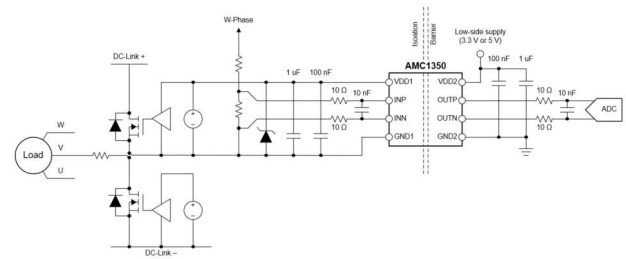 W-Phase
Isoation
Barrier
Low-side supply
(3.3 V or 5 V)
DC-Link +
1 uF
100 nF
AMC1350
100 nF
1 uF
VDD1
VDD2
10 Ω
10 nF
INP
OUTP
10 Ω
10 nF
INN
OUTN
ADC
10 Ω
10 Ω
GND1
GND2
W
Load
V
U
DC-Link –